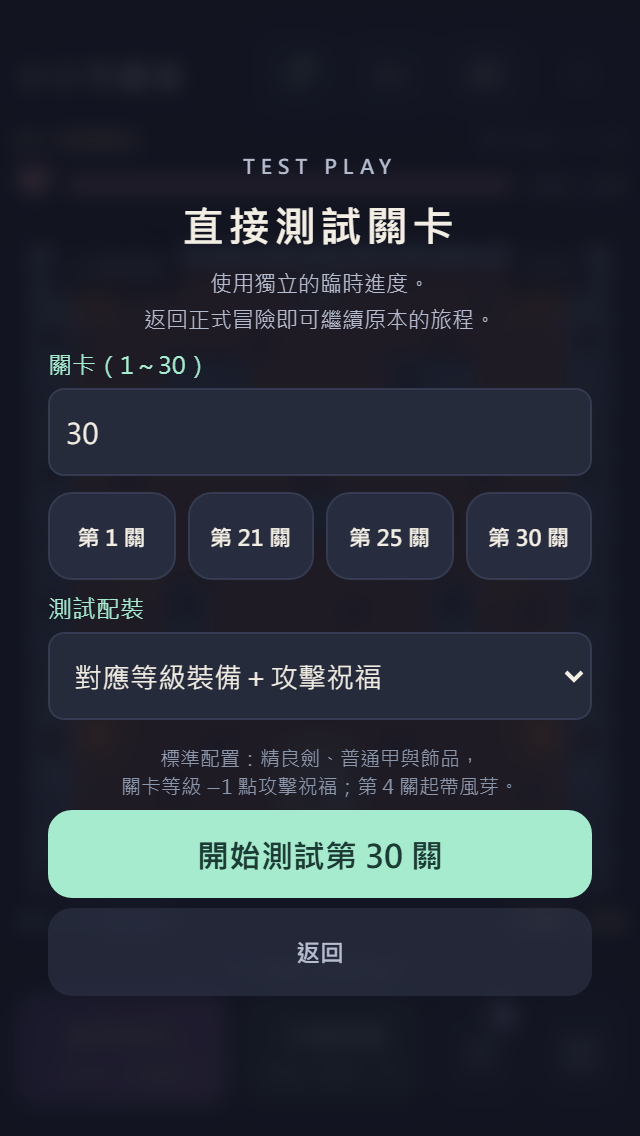 TEST PLAY
直接測試關卡
使用獨立的臨時進度。
返回正式冒險即可繼續原本的旅程。
關卡（1～30）
30
第 1 關
第 21 關
第 25 關
第 30 關
測試配裝
對應等級裝備＋攻擊祝福
標準配置：精良劍、普通甲與飾品，
關卡等級 −1 點攻擊祝福；第 4 關起帶風芽。
開始測試第 30 關
返回